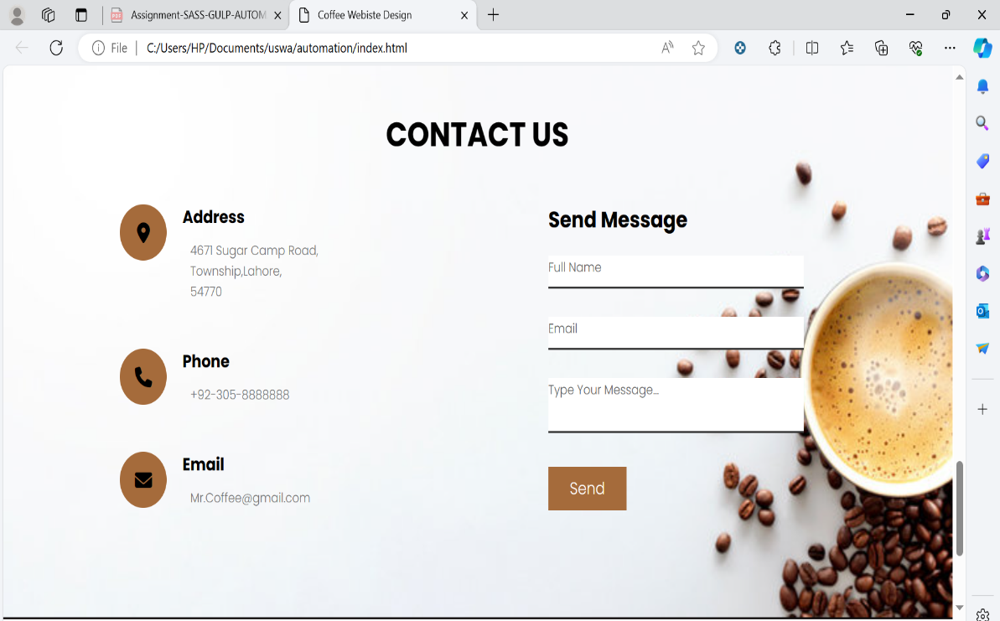 Assignment-SASS-GULP-AUTOM
Coffee Webiste Design
File
C:/Users/HP/Documents/uswa/automation/index.html
CONTACT US
Address
4671 Sugar Camp Road,
Township,Lahore,
54770
Phone
+92-305-8888888
Email
Mr.Coffee@gmail.com
Send Message
Full Name
Email
Type Your Message...
Send